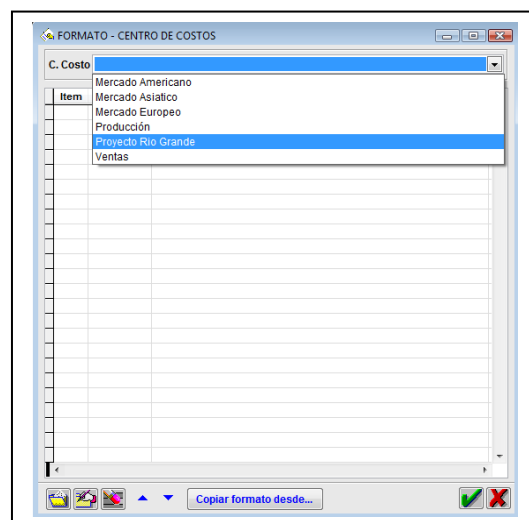 FORMATO - CENTRO DE COSTOS
C. Costo
Mercado Americano
Item Mercado Asiatico
Mercado Europeo
Producción
Proyecto Rio Grande
Ventas
Copiar formato desde...